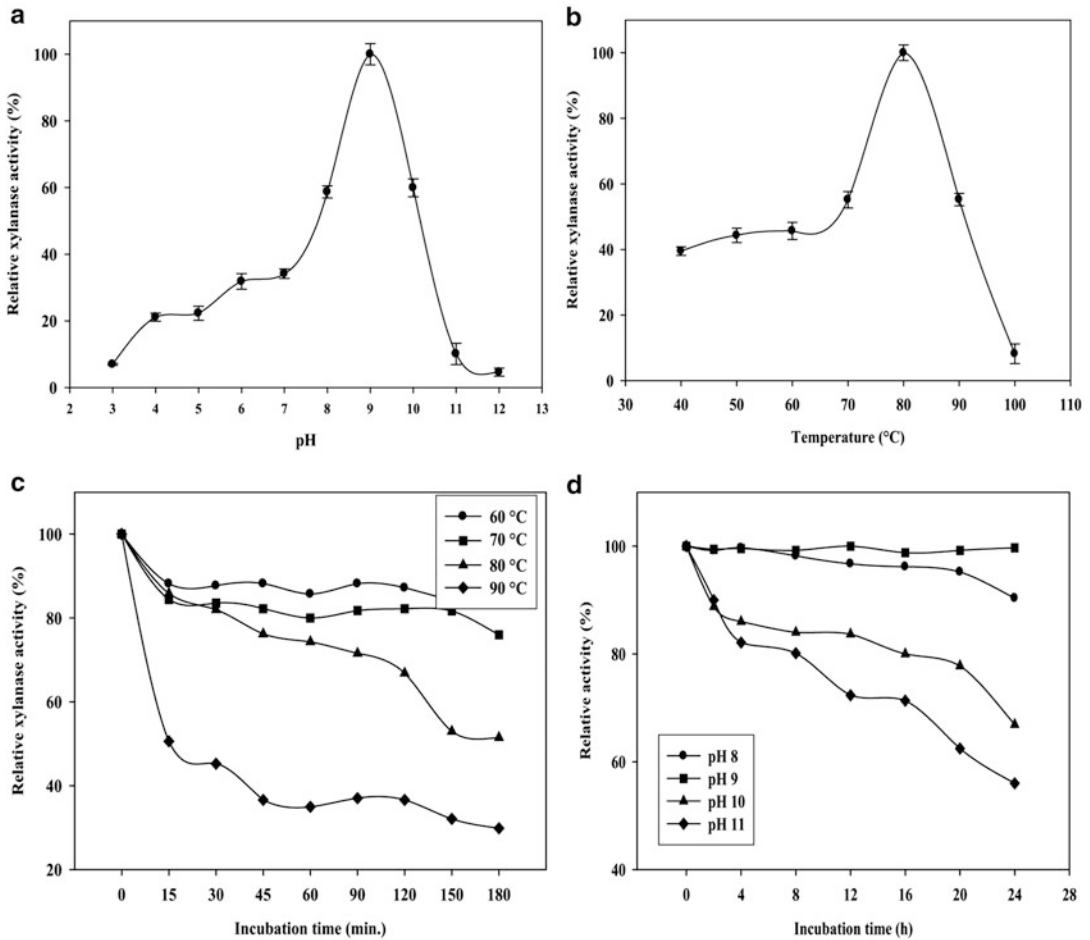 a
Relative xylanase activity (%)
100
80
60
40
20
0
2 3 4 5 6 7 8 9 10 11 12 13
pH
b
Relative xylanase activity (%)
100
80
60
40
20
0
30 40 50 60 70 80 90 100 110
Temperature (°C)
c
Relative xylanase activity (%)
100
80
60
40
20
60 °C
70 °C
80 °C
90 °C
0 15 30 45 60 90 120 150 180
Incubation time (min.)
d
Relative activity (%)
100
80
60
40
pH 8
pH 9
pH 10
pH 11
0 4 8 12 16 20 24 28
Incubation time (h)